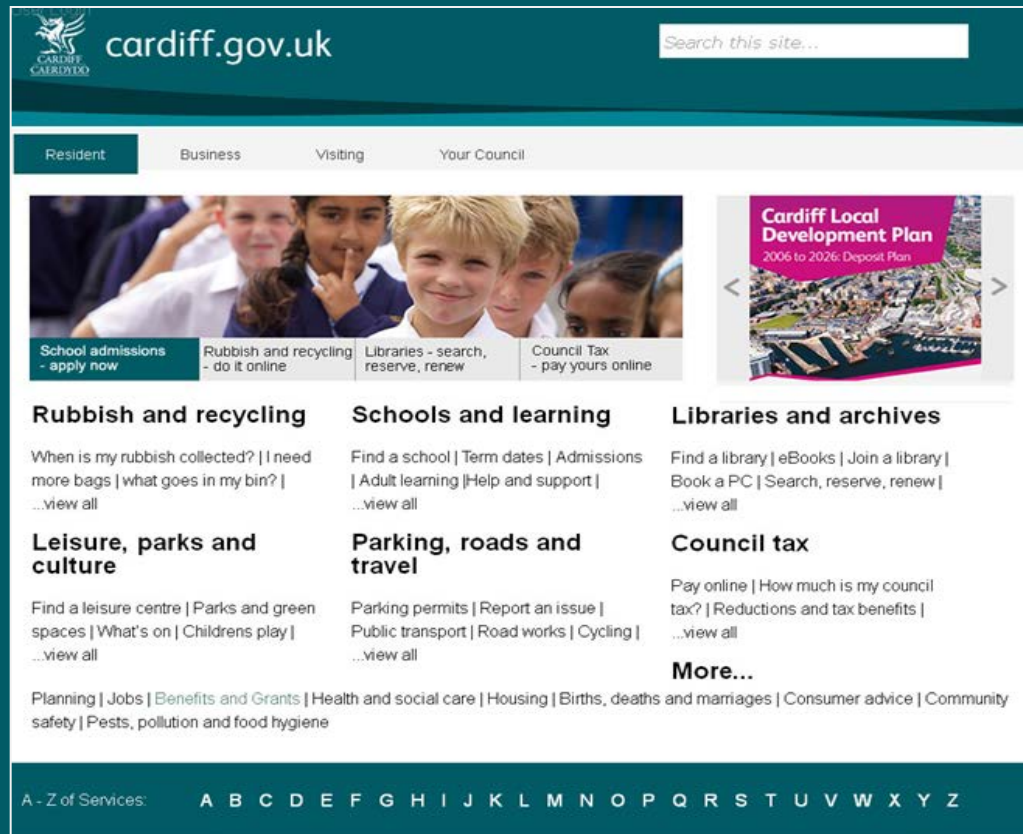 User Login
CARDIFF
CAERDYDD
cardiff.gov.uk
Search this site...
Resident
Business
Visiting
Your Council
School admissions
- apply now
Rubbish and recycling
- do it online
Libraries - search,
reserve, renew
Council Tax
- pay yours online
<
Cardiff Local
Development Plan
2006 to 2026: Deposit Plan
>
Rubbish and recycling
When is my rubbish collected? | I need
more bags | what goes in my bin? |
...view all
Schools and learning
Find a school | Term dates | Admissions
| Adult learning |Help and support |
...view all
Libraries and archives
Find a library | eBooks | Join a library |
Book a PC | Search, reserve, renew |
...view all
Leisure, parks and
culture
Find a leisure centre | Parks and green
spaces | What's on | Childrens play |
...view all
Parking, roads and
travel
Parking permits | Report an issue |
Public transport | Road works | Cycling |
...view all
Council tax
Pay online | How much is my council
tax? | Reductions and tax benefits |
...view all
More...
Planning | Jobs | Benefits and Grants | Health and social care | Housing | Births, deaths and marriages | Consumer advice | Community
safety | Pests, pollution and food hygiene
A - Z of Services: A B C D E F G H I J K L M N O P Q R S T U V W X Y Z